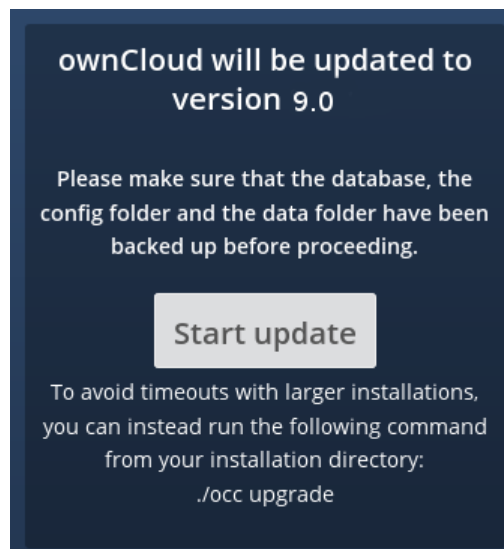 ownCloud will be updated to
version 9.0
Please make sure that the database, the
config folder and the data folder have been
backed up before proceeding.
Start update
To avoid timeouts with larger installations,
you can instead run the following command
from your installation directory:
./occ upgrade